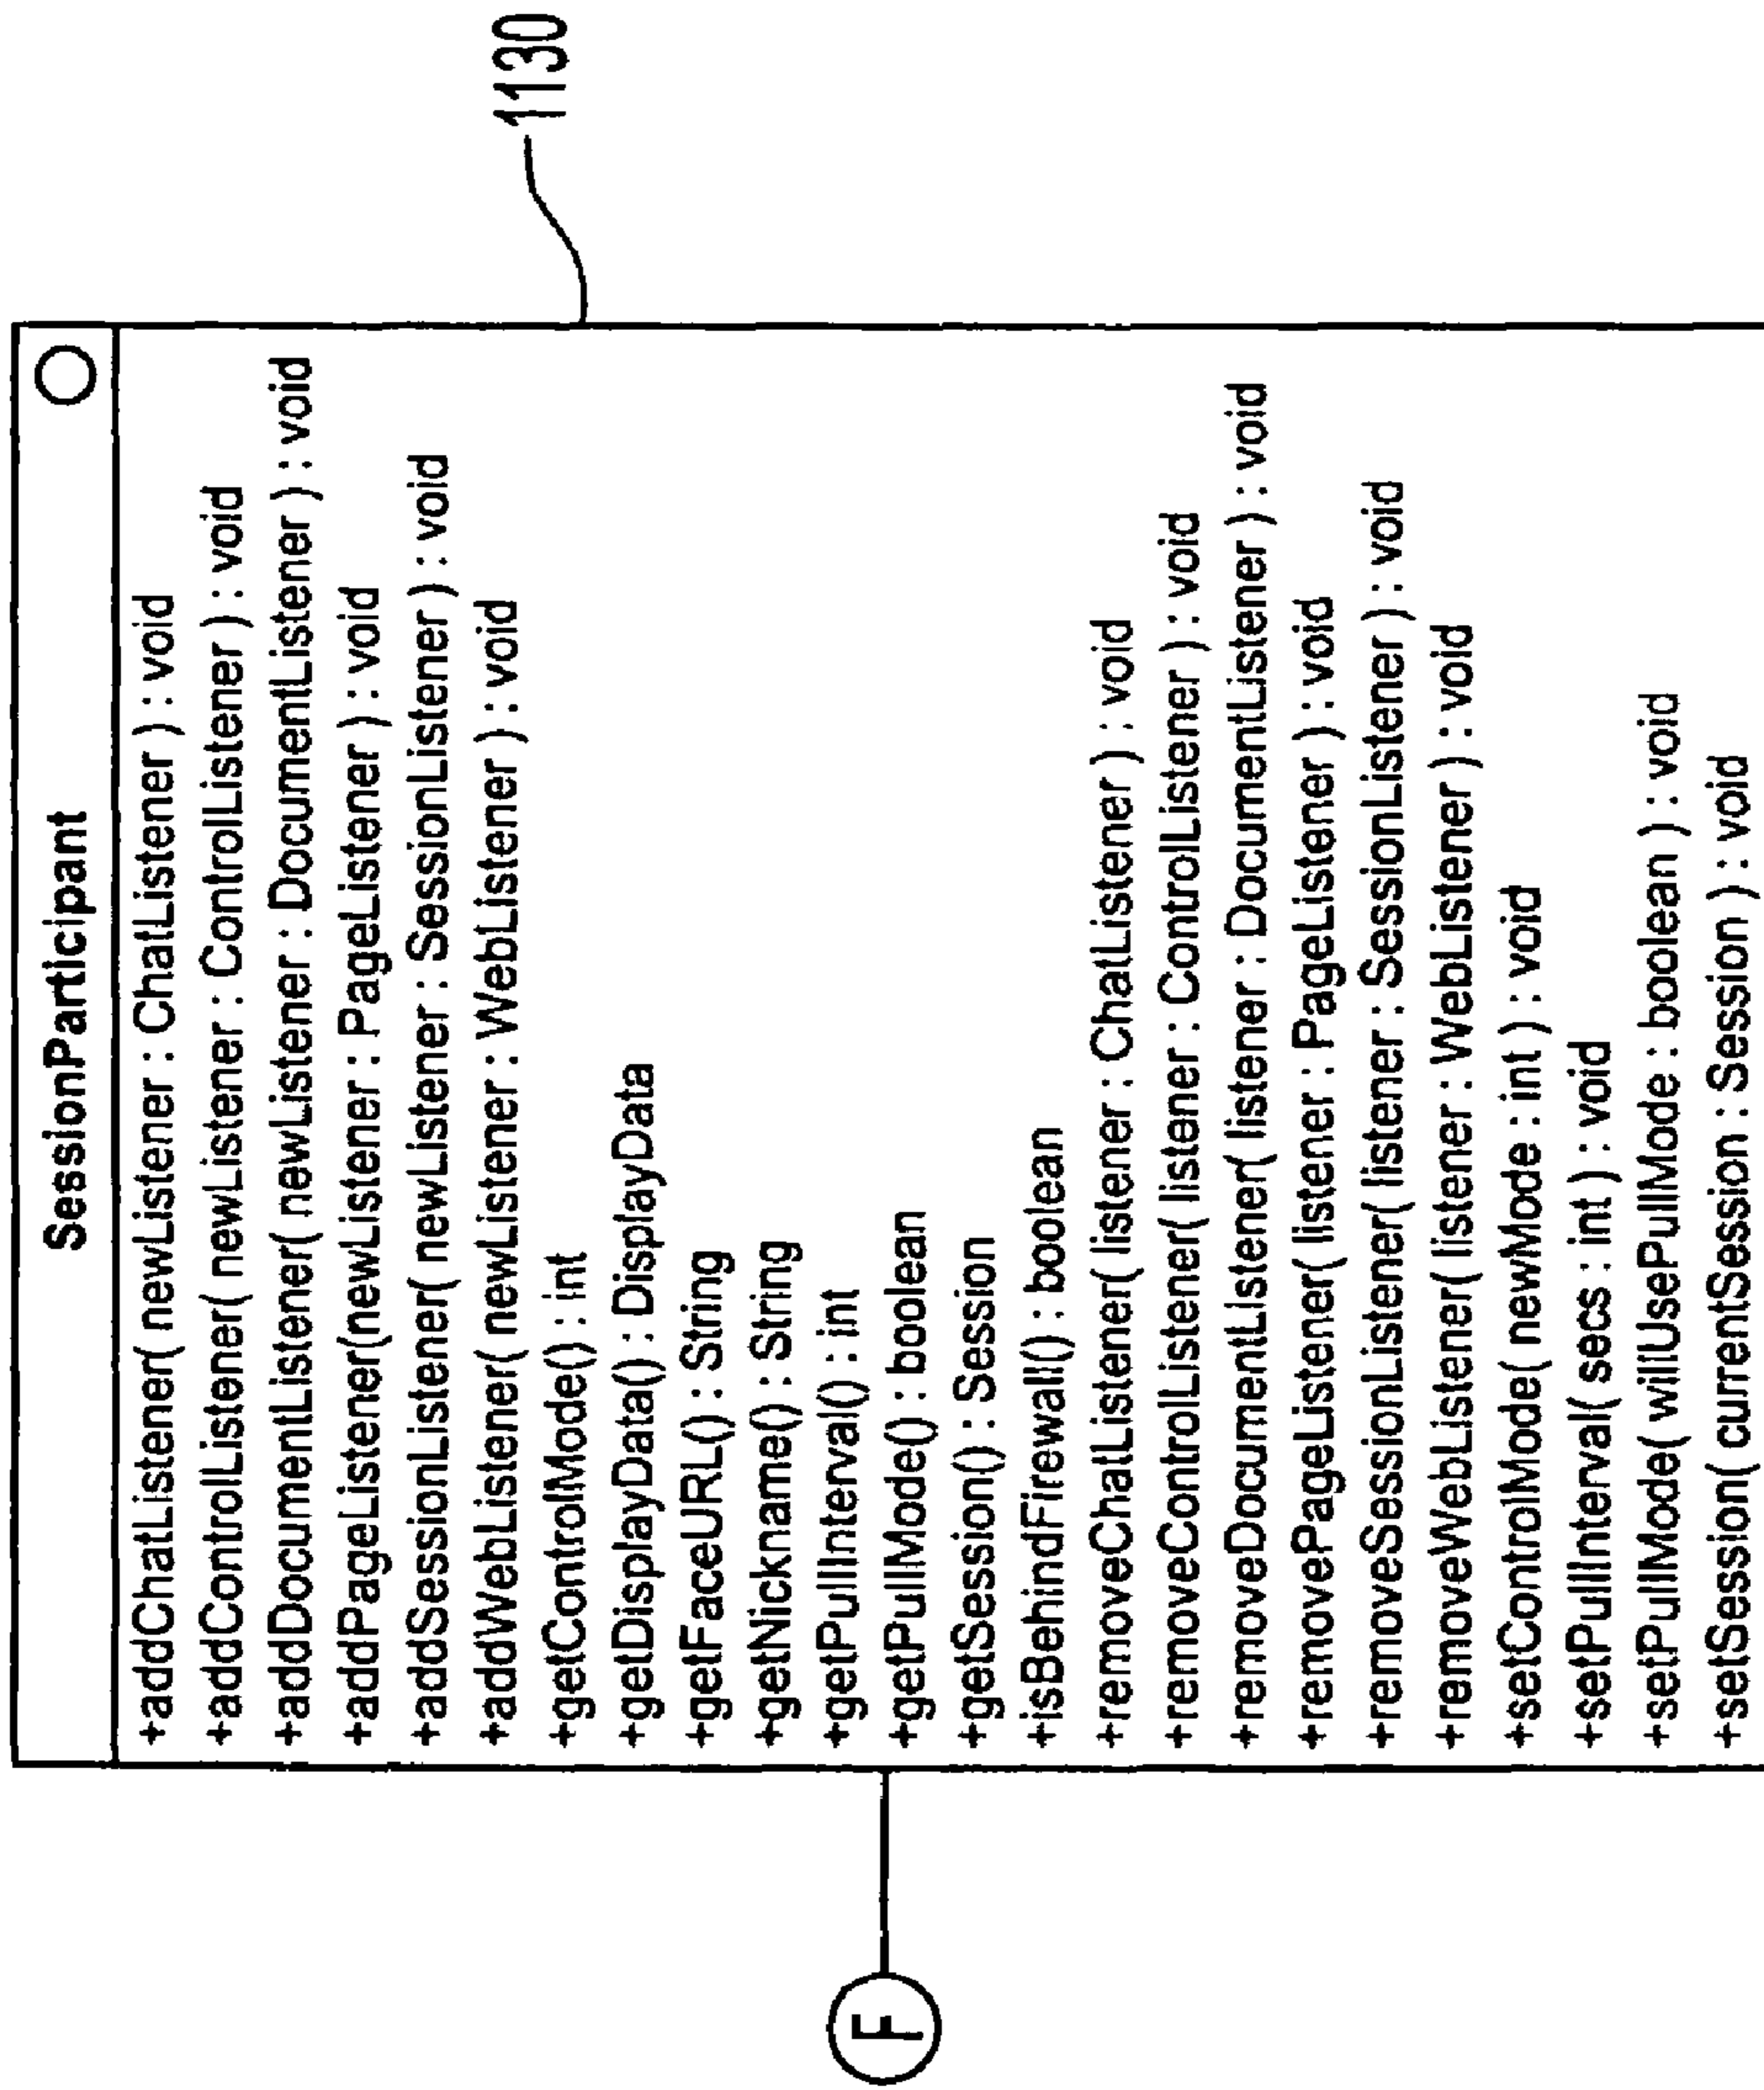 SessionParticipant
+addChatListener( newListener : ChatListener ) : void
+addControlListener( newListener : ControlListener ) : void
+addDocumentListener( newListener : DocumentListener ) : void
+addPageListener(newListener : PageListener ) : void
+addSessionListener( newListener : SessionListener ) : void
+addWebListener( newListener : WebListener ) : void
+getControlMode() : int
+getDisplayData() : DisplayData
+getFaceURL() : String
+getNickname() : String
+getPullInterval() : int
+getPullMode() : boolean
+getSession() : Session
+isBehindFirewall() : boolean
+removeChatListener( listener : ChatListener ) : void
+removeControlListener( listener : ControlListener ) : void
+removeDocumentListener( listener : DocumentListener ) : void
+removePageListener( listener : PageListener ) : void
+removeSessionListener( listener : SessionListener ) : void
+removeWebListener( listener : WebListener ) : void
+setControlMode( newMode : int ) : void
+setPullInterval( secs : int ) : void
+setPullMode( willUsePullMode : boolean ) : void
+setSession( currentSession : Session ) : void
F
1130